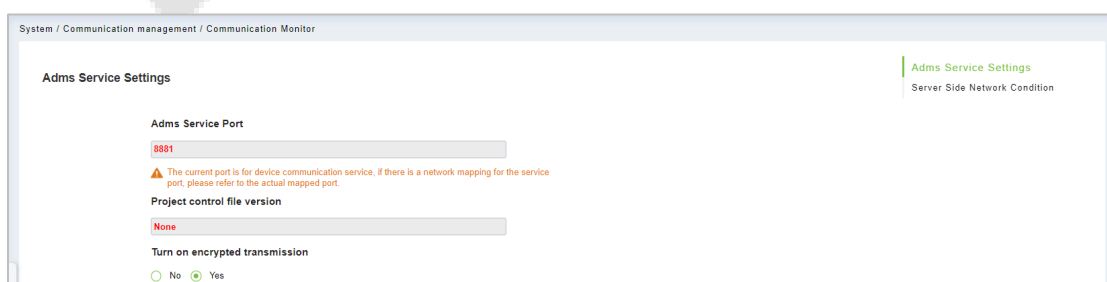 System / Communication management / Communication Monitor
Adms Service Settings
Adms Service Settings
Server Side Network Condition
Adms Service Port
8881
The current port is for device communication service, if there is a network mapping for the service
port, please refer to the actual mapped port.
Project control file version
None
Turn on encrypted transmission
No Yes